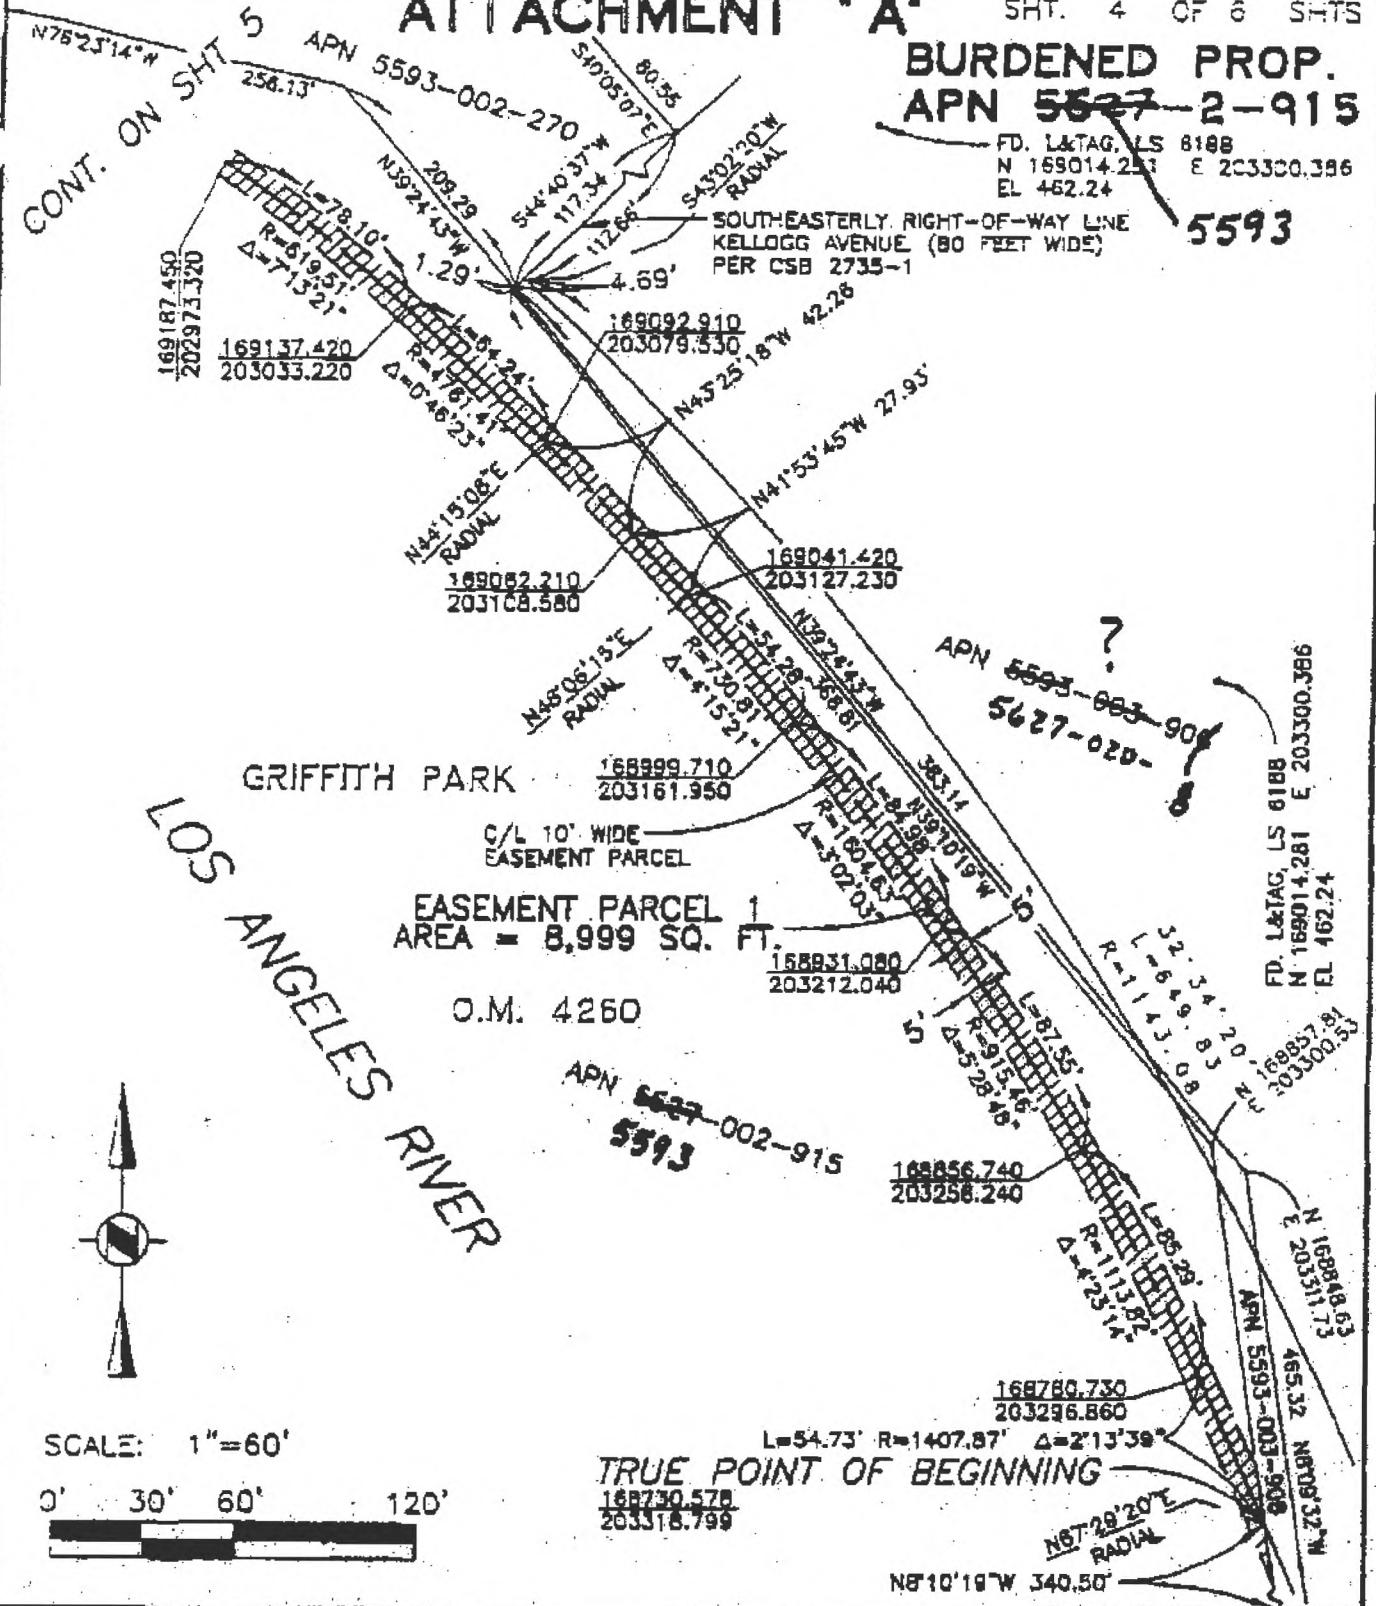 ATTACHMENT "A"
SHT. 4 OF 6 SHTS
BURDENED PROP.
APN 5527-2-915
5593
FD. L&TAG, LS 6188
N 169014.281 E 203300.386
EL 462.24
CONT. ON SHT 5
N76°23'14"W
256.13'
APN 5593-002-270
S40°05'07"E
80.55
209.29
N39°24'43"W
S44°40'37"W
117.34
112.66'
S43°02'20"W
RADIAL
SOUTHEASTERLY RIGHT-OF-WAY LINE
KELLOGG AVENUE (80 FEET WIDE)
PER CSB 2735-1
L=78.10'
R=619.51'
Δ=7°13'21"
1.29'
4.69'
169187.450
202973.320
169137.420
203033.220
169092.910
203079.530
L=64.24'
R=4761.41'
Δ=0°46'23"
N43°25'18"W 42.26
N41°53'45"W 27.93'
N44°15'08"E
RADIAL
169062.210
203108.580
169041.420
203127.230
N48°06'13"E
RADIAL
L=54.28'
R=730.81'
Δ=4°15'21"
N39°24'43"W
368.81
383.14
N39°10'19"W
APN 5593-003-90
?
5627-020-
FD. L&TAG, LS 6188
N 169014.281 E 203300.386
EL 462.24
GRIFFITH PARK
168999.710
203161.950
C/L 10' WIDE
EASEMENT PARCEL
L=84.98'
R=1604.63'
Δ=3°02'03"
LOS ANGELES RIVER
EASEMENT PARCEL 1
AREA = 8,999 SQ. FT.
5'
168931.080
203212.040
O.M. 4260
5'
L=87.55'
R=915.46'
Δ=5°28'48"
32°34'20"
L=649.83
R=1143.08
168857.81
203300.53
APN 5527-002-915
5593
168856.740
203258.240
L=85.29'
R=1113.82'
Δ=4°23'14"
N 168848.63
E 203311.73
APN 5593-003-908
465.32 N8°09'32"W
168780.730
203296.860
L=54.73' R=1407.87' Δ=2°13'39"
TRUE POINT OF BEGINNING
168730.578
203318.799
N67°29'20"E
RADIAL
N8°10'19"W 340.50'
SCALE: 1"=60'
0' 30' 60' 120'